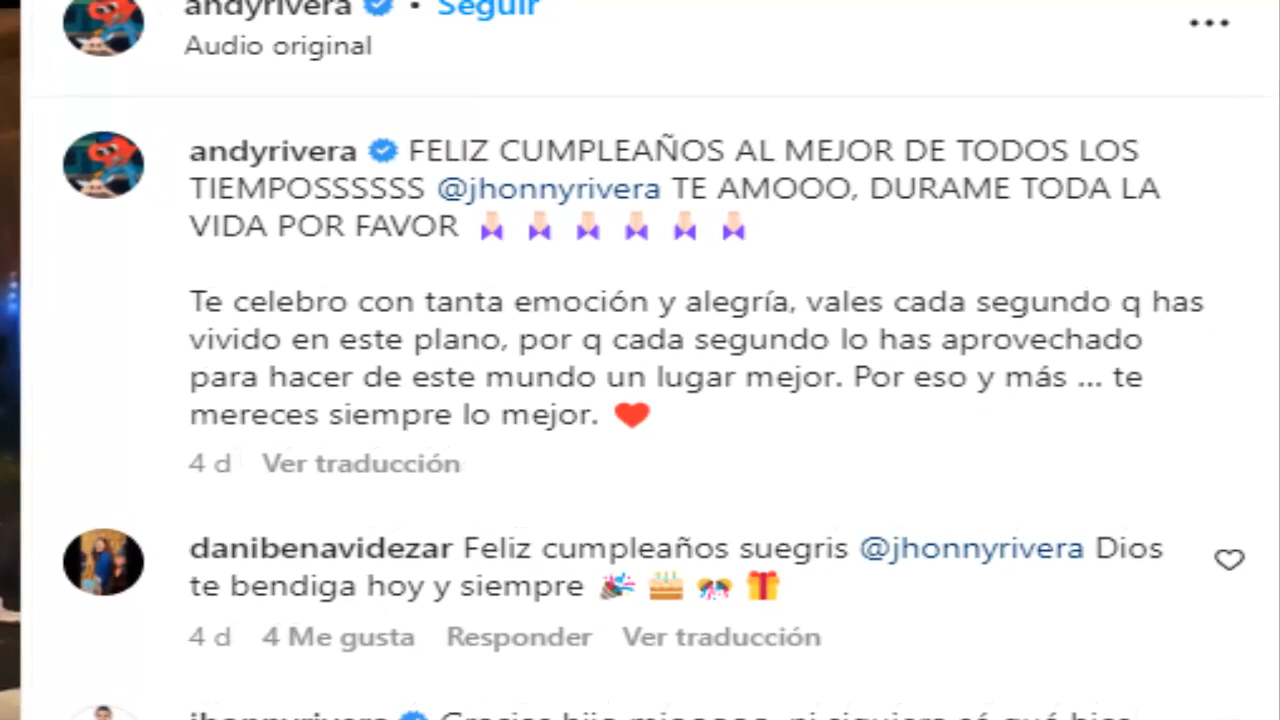 andyrivera • Seguir
Audio original
andyrivera FELIZ CUMPLEAÑOS AL MEJOR DE TODOS LOS
TIEMPOSSSSSS @jhonnyrivera TE AMOOO, DURAME TODA LA
VIDA POR FAVOR
Te celebro con tanta emoción y alegría, vales cada segundo q has
vivido en este plano, por q cada segundo lo has aprovechado
para hacer de este mundo un lugar mejor. Por eso y más ... te
mereces siempre lo mejor. ❤️
4 d Ver traducción
danibenavidezar Feliz cumpleaños suegris @jhonnyrivera Dios
te bendiga hoy y siempre 🎉 🎂 🎊 🎁
4 d 4 Me gusta Responder Ver traducción
jhonnyrivera Gracias hijo